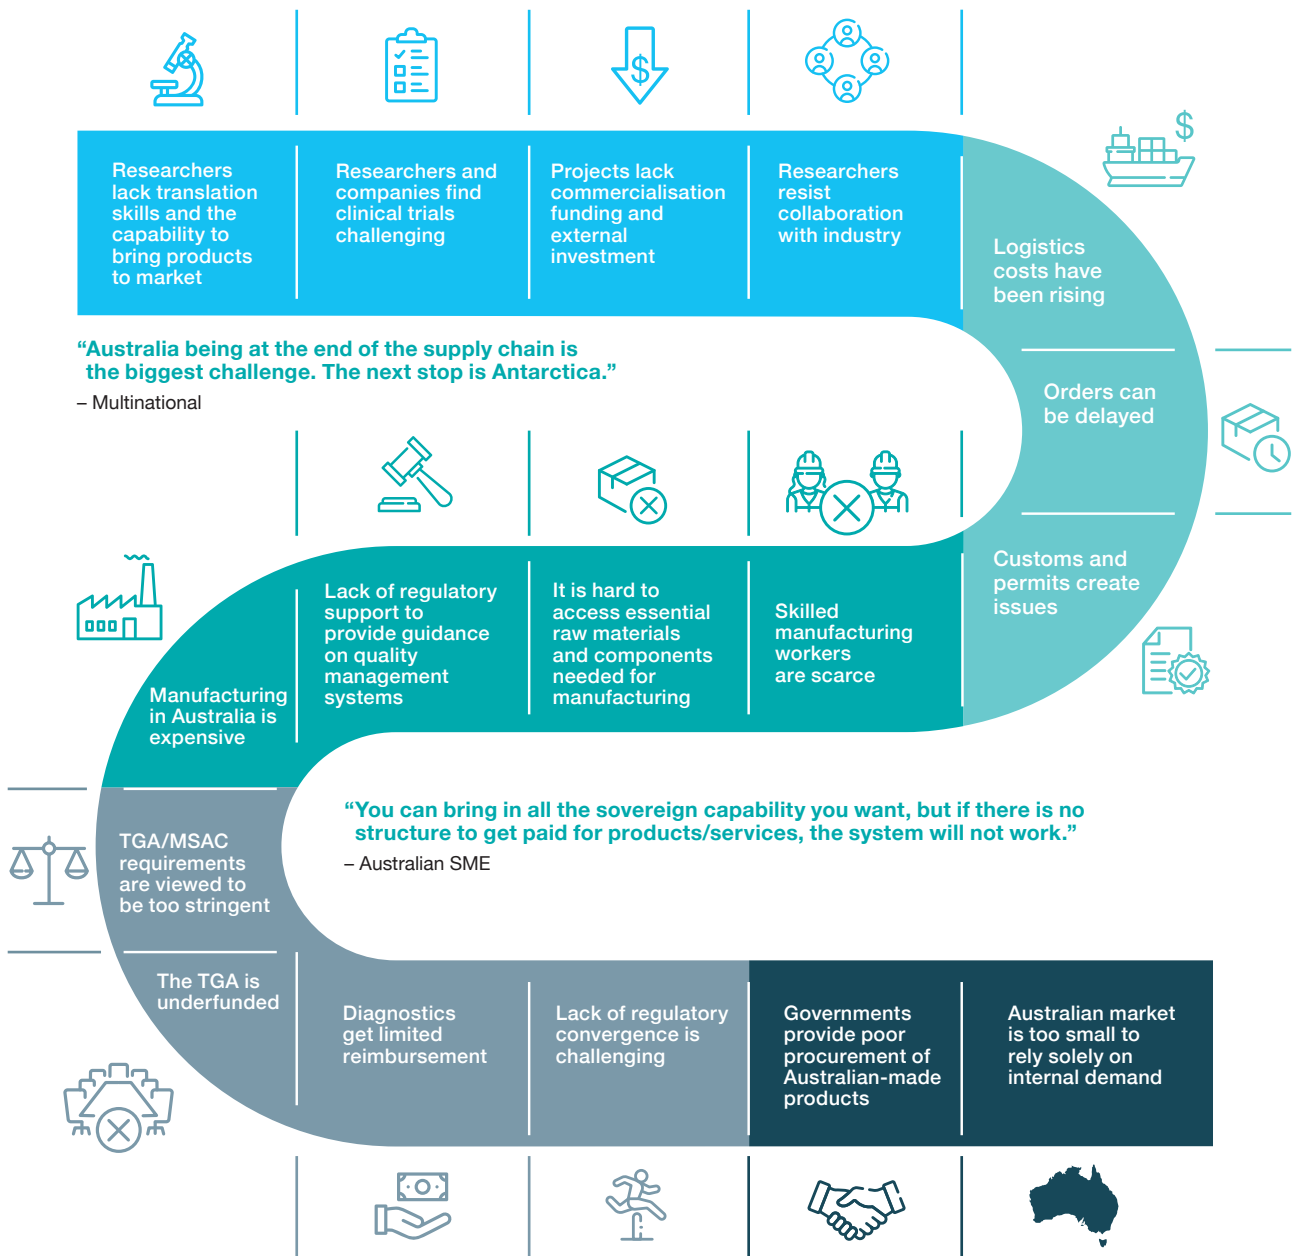 $
$
Researchers
lack translation
skills and the
capability to
bring products
to market
Researchers and
companies find
clinical trials
challenging
Projects lack
commercialisation
funding and
external
investment
Researchers
resist
collaboration
with industry
Logistics
costs have
been rising
“Australia being at the end of the supply chain is
the biggest challenge. The next stop is Antarctica.”
– Multinational
Orders can
be delayed
Customs and
permits create
issues
Skilled
manufacturing
workers
are scarce
It is hard to
access essential
raw materials
and components
needed for
manufacturing
Lack of regulatory
support to
provide guidance
on quality
management
systems
Manufacturing
in Australia is
expensive
“You can bring in all the sovereign capability you want, but if there is no
structure to get paid for products/services, the system will not work.”
– Australian SME
TGA/MSAC
requirements
are viewed to
be too stringent
The TGA is
underfunded
Diagnostics
get limited
reimbursement
Lack of regulatory
convergence is
challenging
Governments
provide poor
procurement of
Australian-made
products
Australian market
is too small to
rely solely on
internal demand